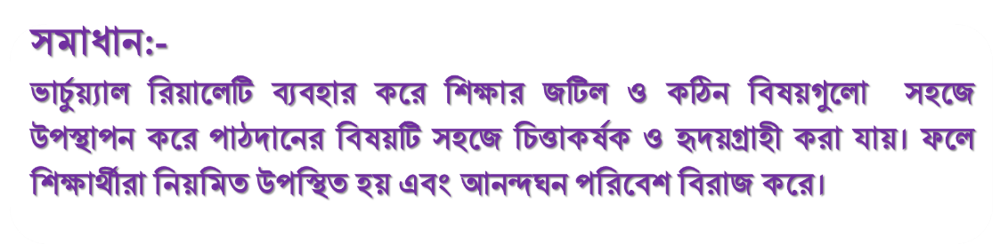 সমাধান:-
ভার্চুয়্যাল রিয়ালেটি ব্যবহার করে শিক্ষার জটিল ও কঠিন বিষয়গুলো সহজে
উপস্থাপন করে পাঠদানের বিষয়টি সহজে চিত্তাকর্ষক ও হৃদয়গ্রাহী করা যায়। ফলে
শিক্ষার্থীরা নিয়মিত উপস্থিত হয় এবং আনন্দঘন পরিবেশ বিরাজ করে।